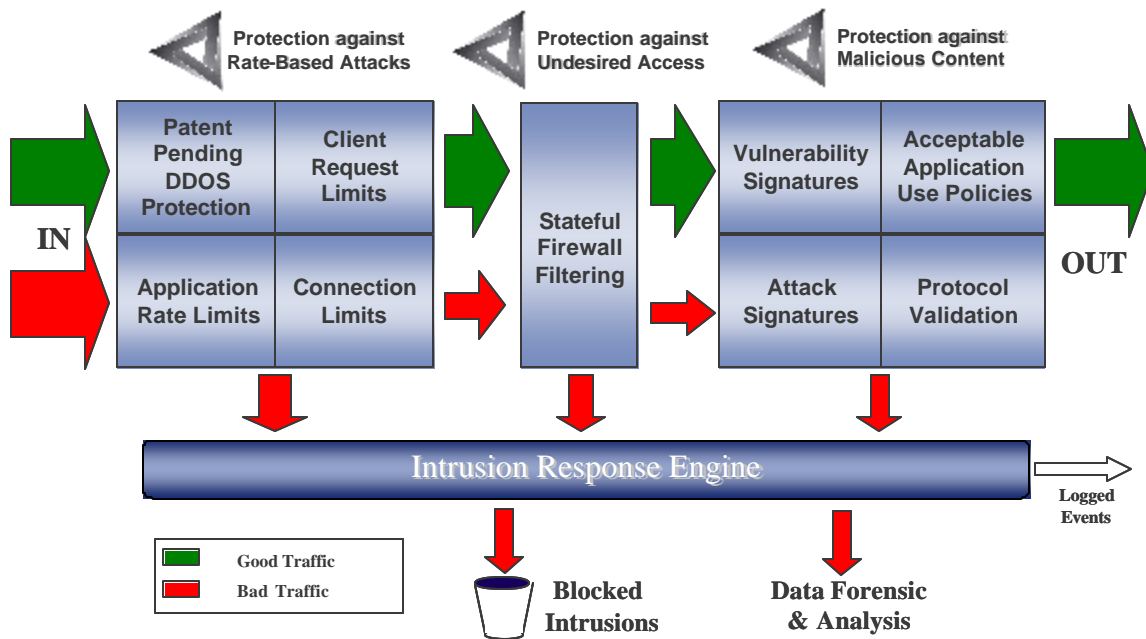 Protection against
Rate-Based Attacks
Protection against
Undesired Access
Protection against
Malicious Content
Patent
Pending
DDOS
Protection
Client
Request
Limits
Application
Rate Limits
Connection
Limits
Stateful
Firewall
Filtering
Vulnerability
Signatures
Acceptable
Application
Use Policies
Attack
Signatures
Protocol
Validation
IN
OUT
Intrusion Response Engine
Logged
Events
Good Traffic
Bad Traffic
Blocked
Intrusions
Data Forensic
& Analysis